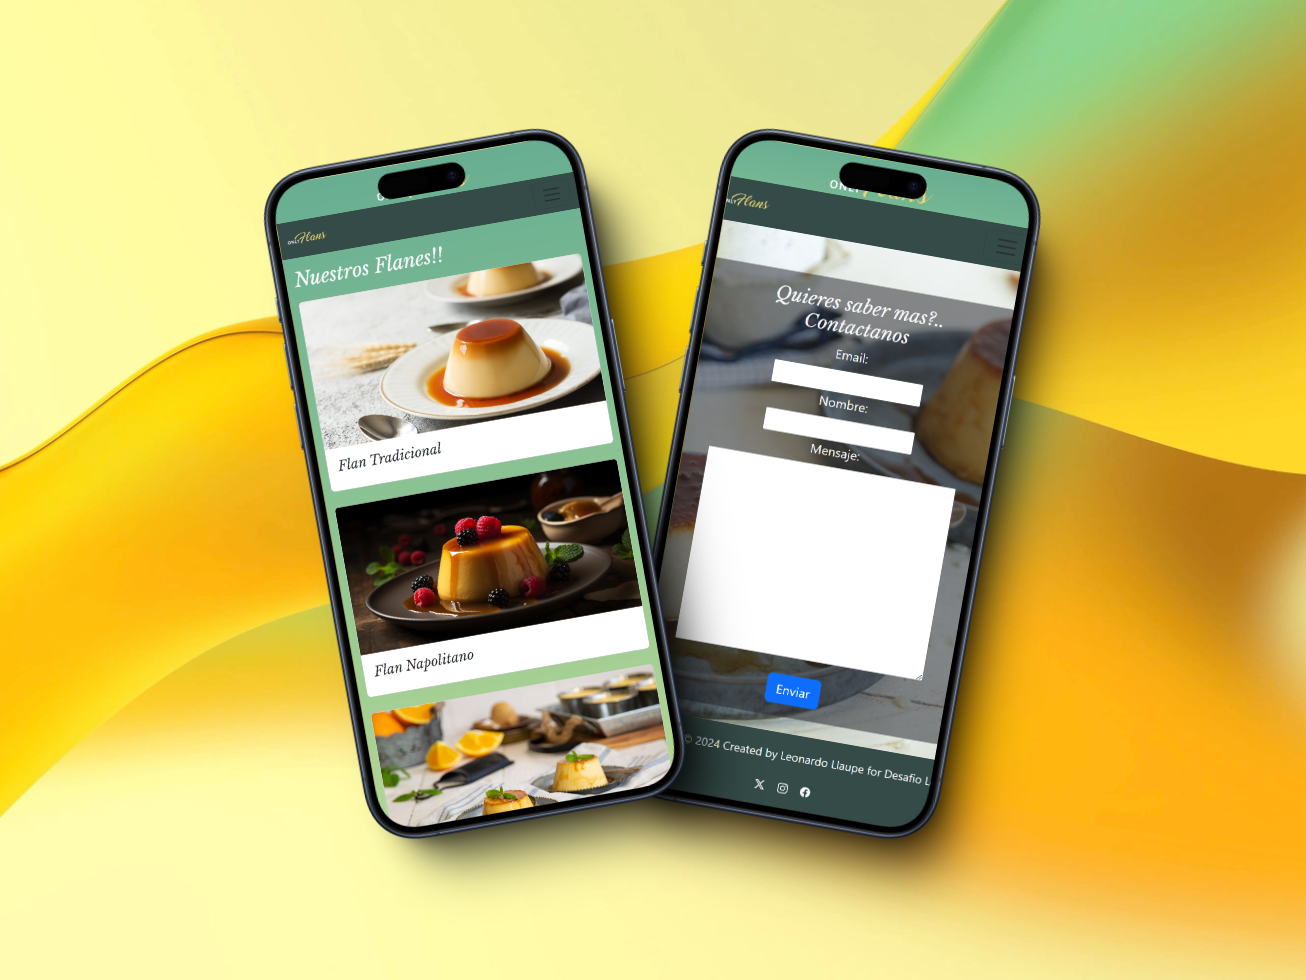 ONLY Flans
Nuestros Flanes!!
Flan Tradicional
Flan Napolitano
ONLY
Flans
Quieres saber mas?..
Contactanos
Email:
Nombre:
Mensaje:
Enviar
© 2024 Created by Leonardo Llaupe for Desafio L